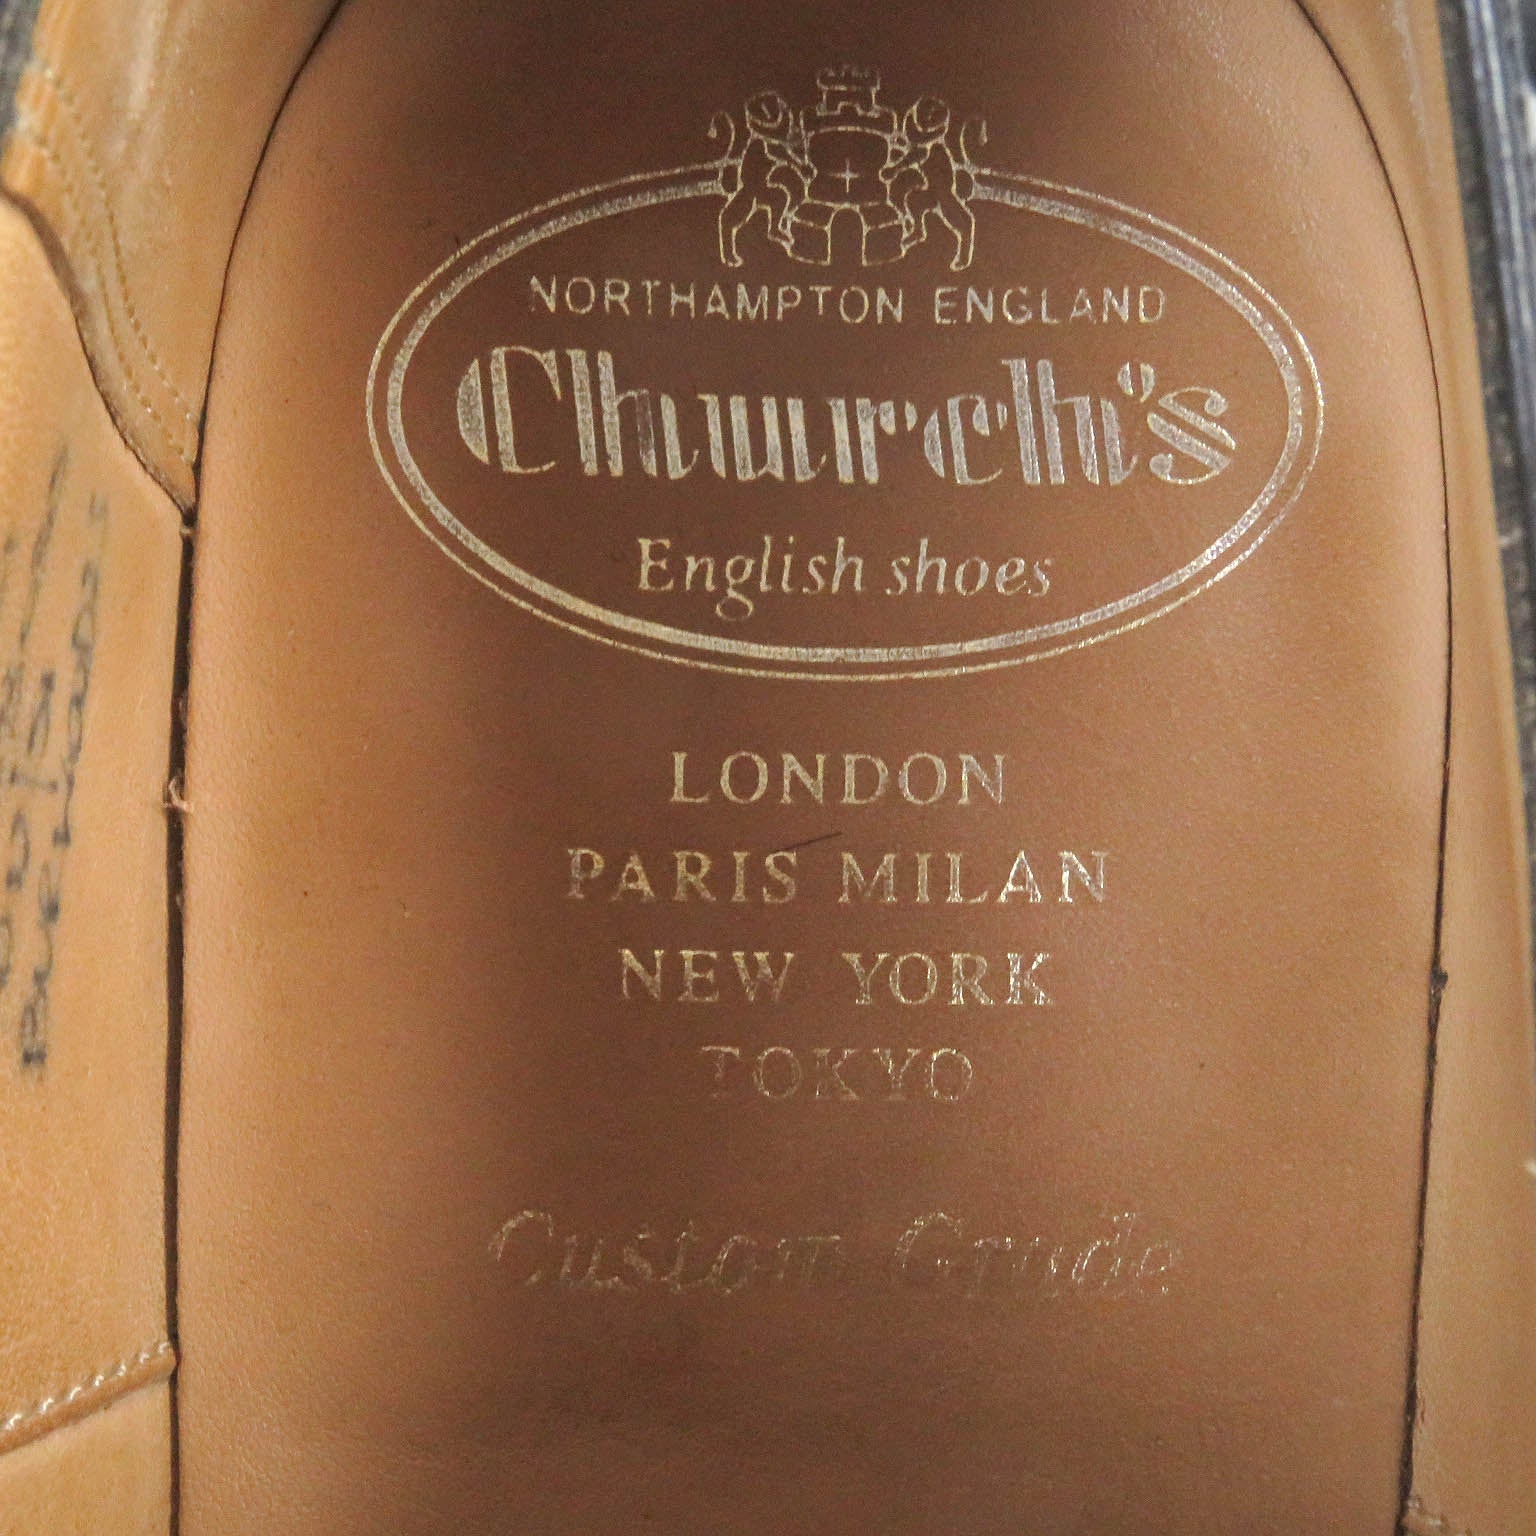 NORTHAMPTON ENGLAND
Church's
English shoes
LONDON
PARIS MILAN
NEW YORK
TOKYO
Custom Grade